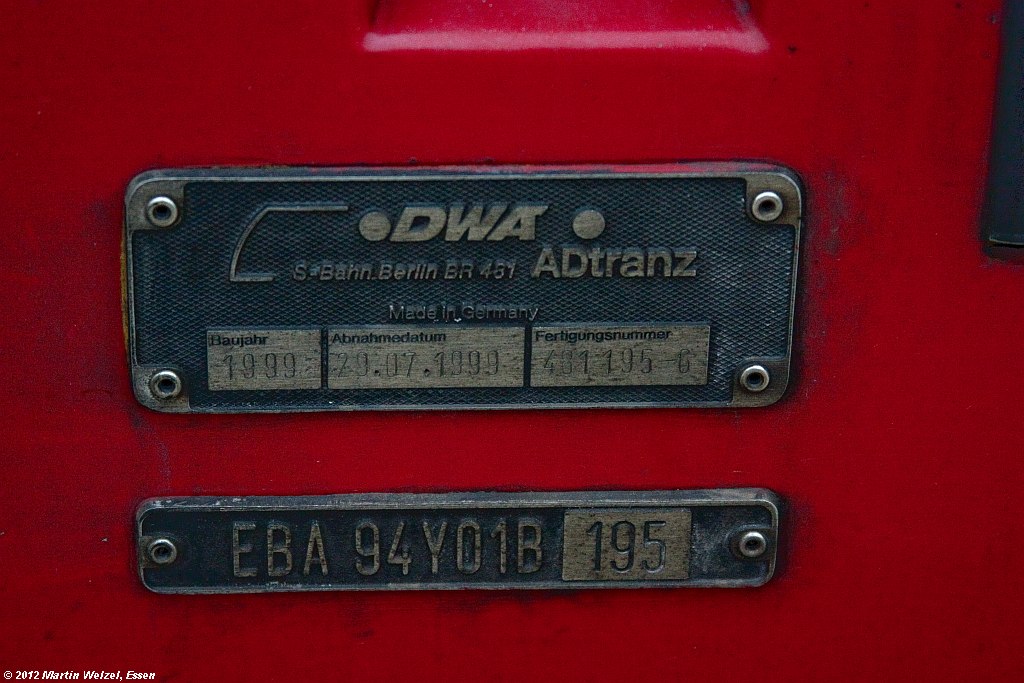 DWA
S-Bahn Berlin BR 481 ADtranz
Made in Germany
Baujahr Abnahmedatum Fertigungsnummer
1999 29.07.1999 481195-6
EBA 94Y01B 195
© 2012 Martin Welzel, Essen